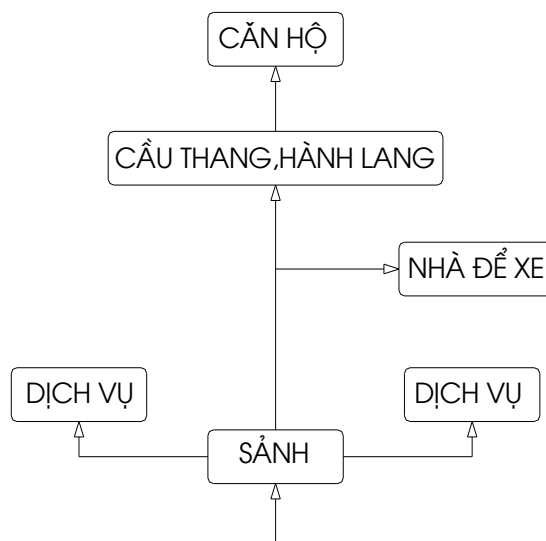 CĂN HỘ
CẦU THANG,HÀNH LANG
NHÀ ĐỂ XE
DỊCH VỤ
DỊCH VỤ
SẢNH